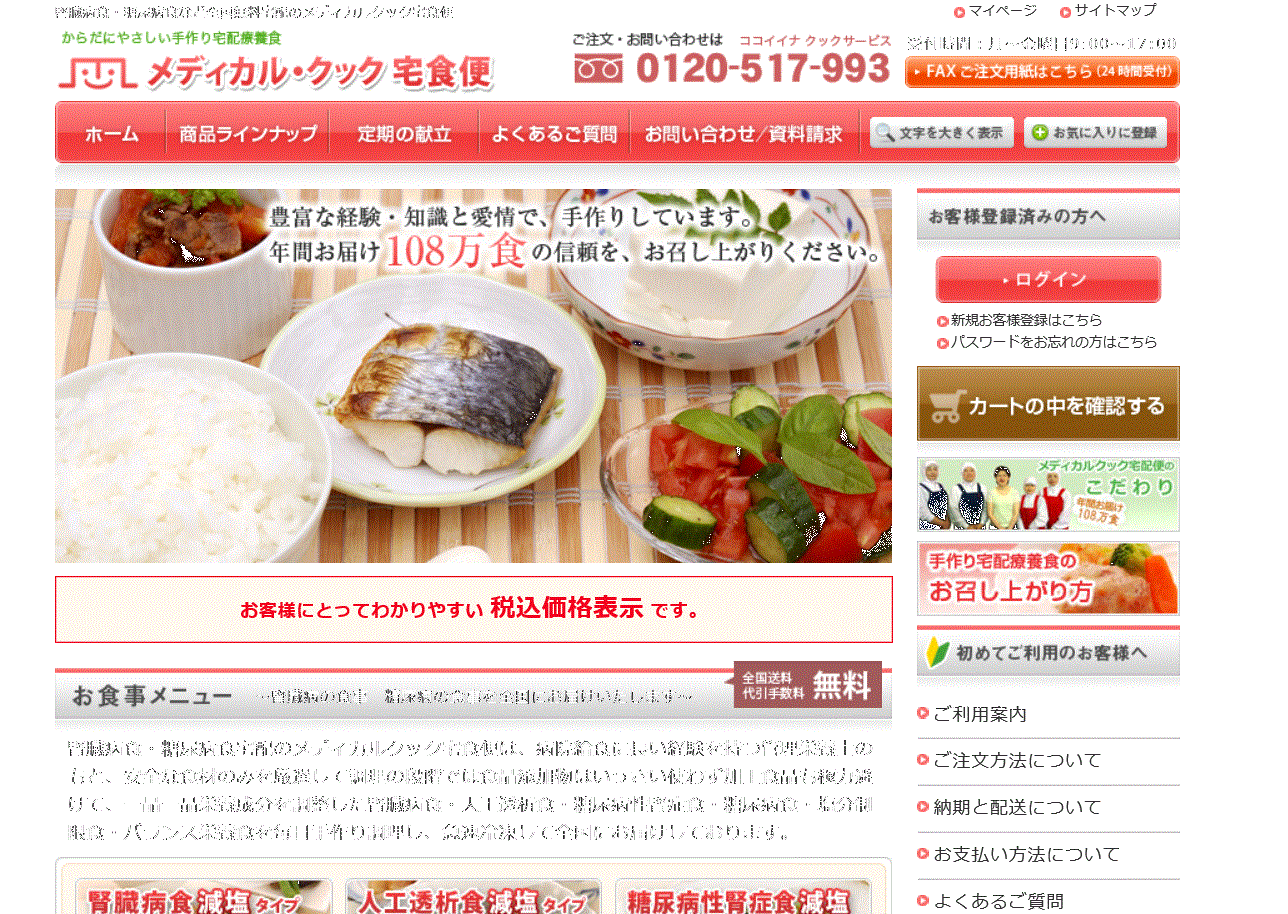 腎臓病食・糖尿病食など全国無料宅配のメディカルクック宅食便
マイページ
サイトマップ
からだにやさしい手作り宅配療養食
メディカル・クック 宅食便
ご注文・お問い合わせは ココイイナ クックサービス
0120-517-993
受付時間：月～金曜日9:00～17:00
FAX ご注文用紙はこちら (24時間受付)
ホーム
商品ラインナップ
定期の献立
よくあるご質問
お問い合わせ／資料請求
文字を大きく表示
お気に入りに登録
豊富な経験・知識と愛情で、手作りしています。
年間お届け108万食の信頼を、お召し上がりください。
お客様登録済みの方へ
ログイン
新規お客様登録はこちら
パスワードをお忘れの方はこちら
カートの中を確認する
メディカルクック宅配便の
こだわり
年間お届け
108万食
手作り宅配療養食の
お召し上がり方
お客様にとってわかりやすい 税込価格表示 です。
お食事メニュー
～腎臓病の食事 糖尿病の食事を全国にお届けいたします～
全国送料
代引手数料 無料
腎臓病食・糖尿病食宅配のメディカルクック宅食便は、病院給食に長い経験を持つ管理栄養士の
もと、安全な食材のみを厳選して調理の段階では食品添加物はいっさい使わず加工食品も極力避
けて、一品一品栄養成分を調整した腎臓病食・人工透析食・糖尿病性腎症食・糖尿病食・塩分制
限食・バランス栄養食を毎日手作り調理し、急速冷凍して全国にお届けしております。
腎臓病食減塩タイプ
人工透析食減塩タイプ
糖尿病性腎症食減塩
初めてご利用のお客様へ
ご利用案内
ご注文方法について
納期と配送について
お支払い方法について
よくあるご質問